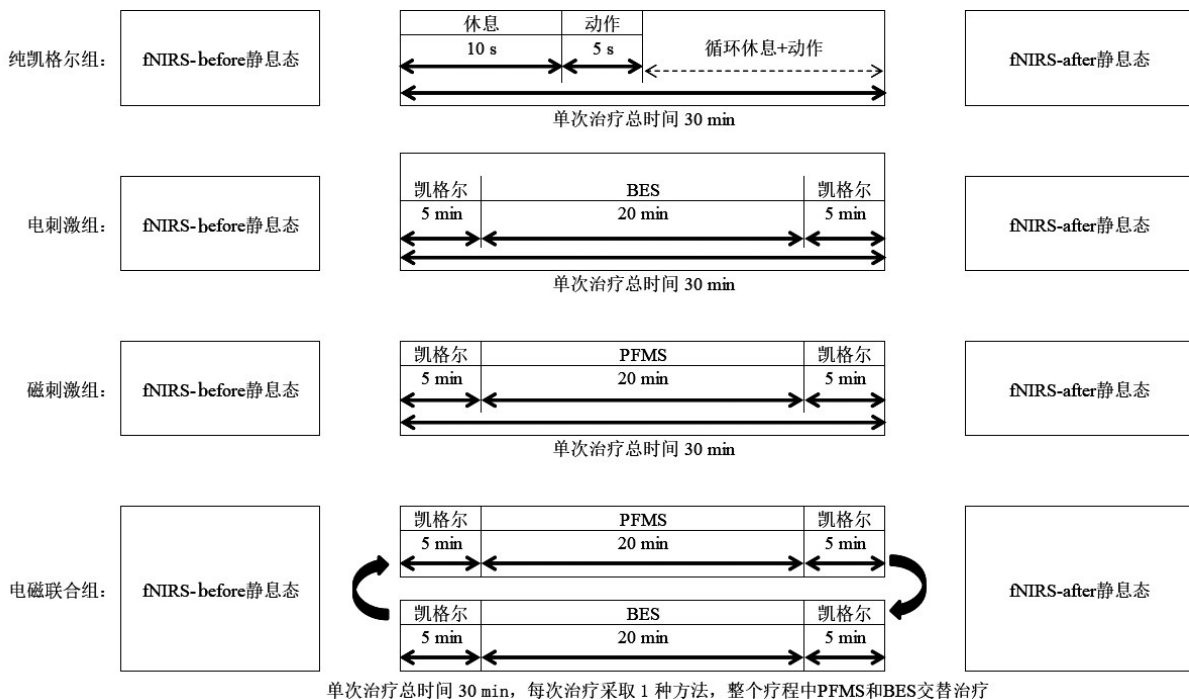 休息 动作
10 s 5 s 循环休息+动作
纯凯格尔组： fNIRS-before静息态 fNIRS-after静息态
单次治疗总时间 30 min
凯格尔 BES 凯格尔
5 min 20 min 5 min
电刺激组： fNIRS-before静息态 fNIRS-after静息态
单次治疗总时间 30 min
凯格尔 PFMS 凯格尔
5 min 20 min 5 min
磁刺激组： fNIRS-before静息态 fNIRS-after静息态
单次治疗总时间 30 min
凯格尔 PFMS 凯格尔
5 min 20 min 5 min
电磁联合组： fNIRS-before静息态 fNIRS-after静息态
凯格尔 BES 凯格尔
5 min 20 min 5 min
单次治疗总时间 30 min，每次治疗采取 1 种方法，整个疗程中PFMS和BES交替治疗